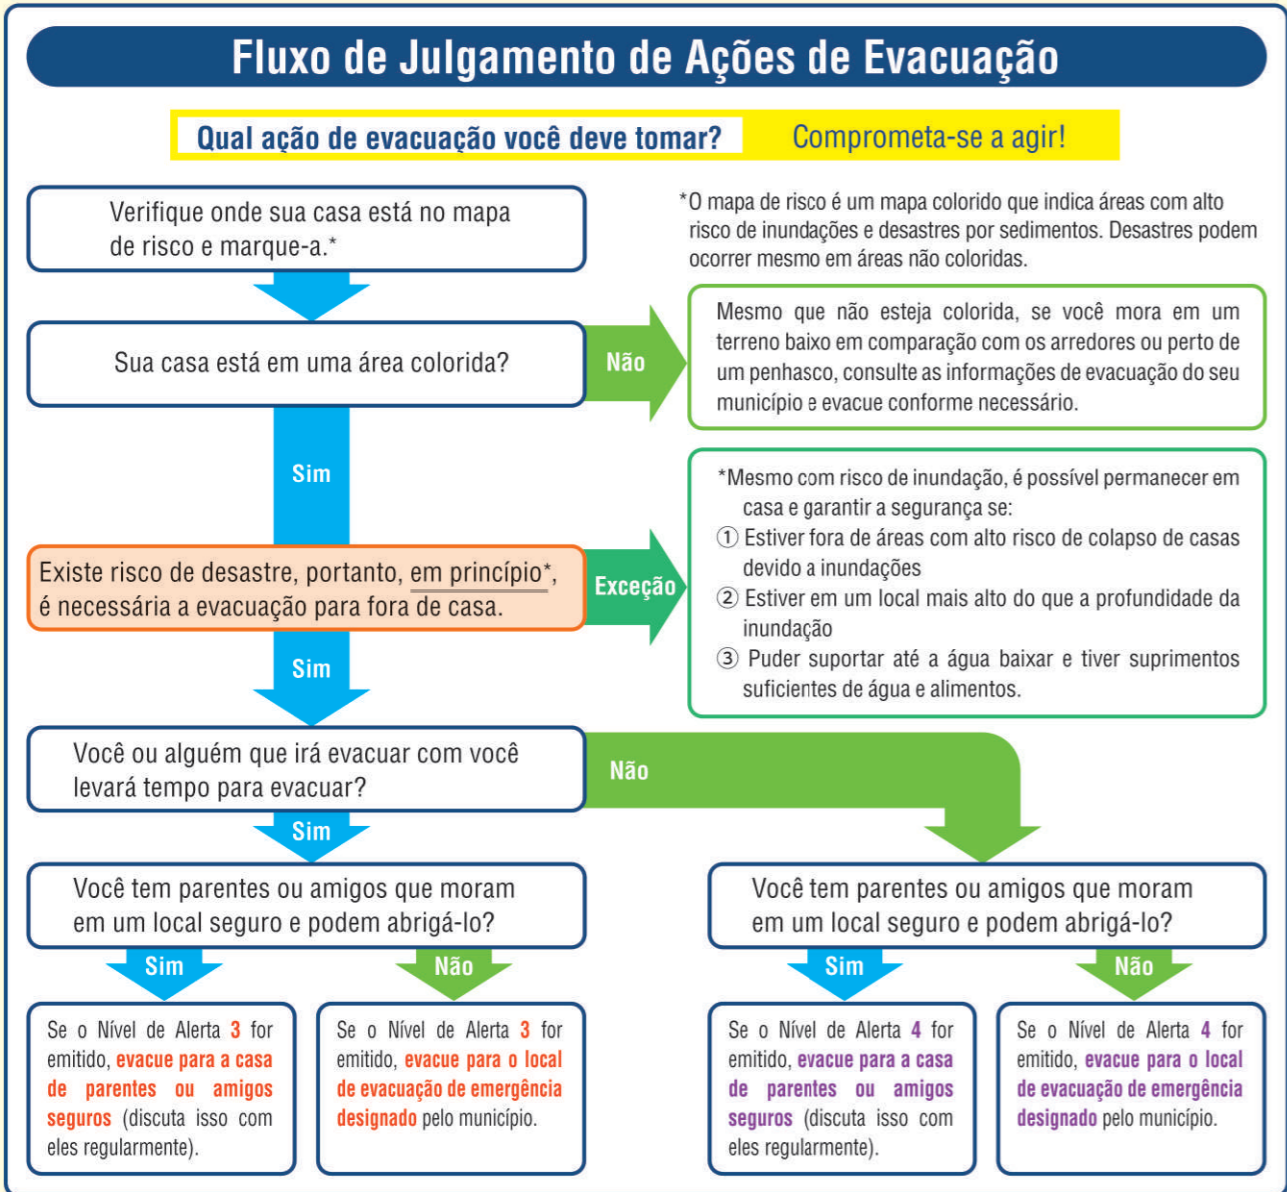 Fluxo de Julgamento de Ações de Evacuação
Qual ação de evacuação você deve tomar? Comprometa-se a agir!
Verifique onde sua casa está no mapa
de risco e marque-a.*
*O mapa de risco é um mapa colorido que indica áreas com alto
risco de inundações e desastres por sedimentos. Desastres podem
ocorrer mesmo em áreas não coloridas.
Sua casa está em uma área colorida?
Não
Mesmo que não esteja colorida, se você mora em um
terreno baixo em comparação com os arredores ou perto de
um penhasco, consulte as informações de evacuação do seu
município e evacue conforme necessário.
Sim
Existe risco de desastre, portanto, em princípio*,
é necessária a evacuação para fora de casa.
Exceção
*Mesmo com risco de inundação, é possível permanecer em
casa e garantir a segurança se:
① Estiver fora de áreas com alto risco de colapso de casas
devido a inundações
② Estiver em um local mais alto do que a profundidade da
inundação
③ Puder suportar até a água baixar e tiver suprimentos
suficientes de água e alimentos.
Sim
Você ou alguém que irá evacuar com você
levará tempo para evacuar?
Não
Sim
Você tem parentes ou amigos que moram
em um local seguro e podem abrigá-lo?
Sim
Não
Se o Nível de Alerta 3 for
emitido, evacue para a casa
de parentes ou amigos
seguros (discuta isso com
eles regularmente).
Se o Nível de Alerta 3 for
emitido, evacue para o local
de evacuação de emergência
designado pelo município.
Você tem parentes ou amigos que moram
em um local seguro e podem abrigá-lo?
Sim
Não
Se o Nível de Alerta 4 for
emitido, evacue para a casa
de parentes ou amigos
seguros (discuta isso com
eles regularmente).
Se o Nível de Alerta 4 for
emitido, evacue para o local
de evacuação de emergência
designado pelo município.